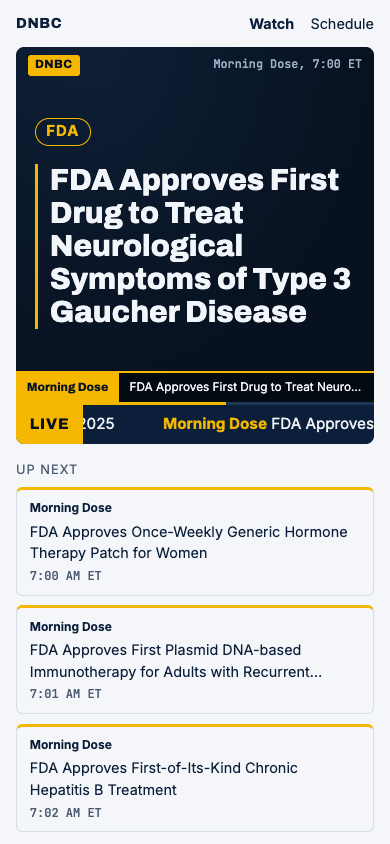 DNBC
Watch Schedule
DNBC
Morning Dose, 7:00 ET
FDA
FDA Approves First
Drug to Treat
Neurological
Symptoms of Type 3
Gaucher Disease
Morning Dose FDA Approves First Drug to Treat Neuro...
LIVE 2025 Morning Dose FDA Approves
UP NEXT
Morning Dose
FDA Approves Once-Weekly Generic Hormone
Therapy Patch for Women
7:00 AM ET
Morning Dose
FDA Approves First Plasmid DNA-based
Immunotherapy for Adults with Recurrent...
7:01 AM ET
Morning Dose
FDA Approves First-of-Its-Kind Chronic
Hepatitis B Treatment
7:02 AM ET